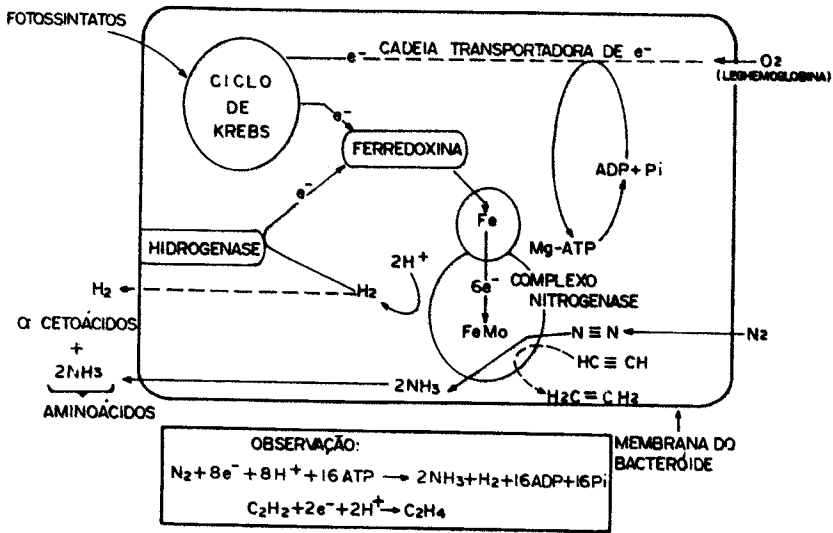 FOTOSSINTATOS
e- CADEIA TRANSPORTADORA DE e-
O2
(LEGHEMOGLOBINA)
CICLO
DE
KREBS
e-
FERREDOXINA
ADP+Pi
e-
Fe
HIDROGENASE
Mg-ATP
2H+
6e-
COMPLEXO
NITROGENASE
H2
H2
FeMo
N≡N
N2
α CETOÁCIDOS
+
2NH3
HC≡CH
2NH3
H2C=CH2
AMINOÁCIDOS
MEMBRANA DO
BACTERÓIDE
OBSERVAÇÃO:
N2+8e-+8H++16ATP→2NH3+H2+16ADP+16Pi
C2H2+2e-+2H+→C2H4